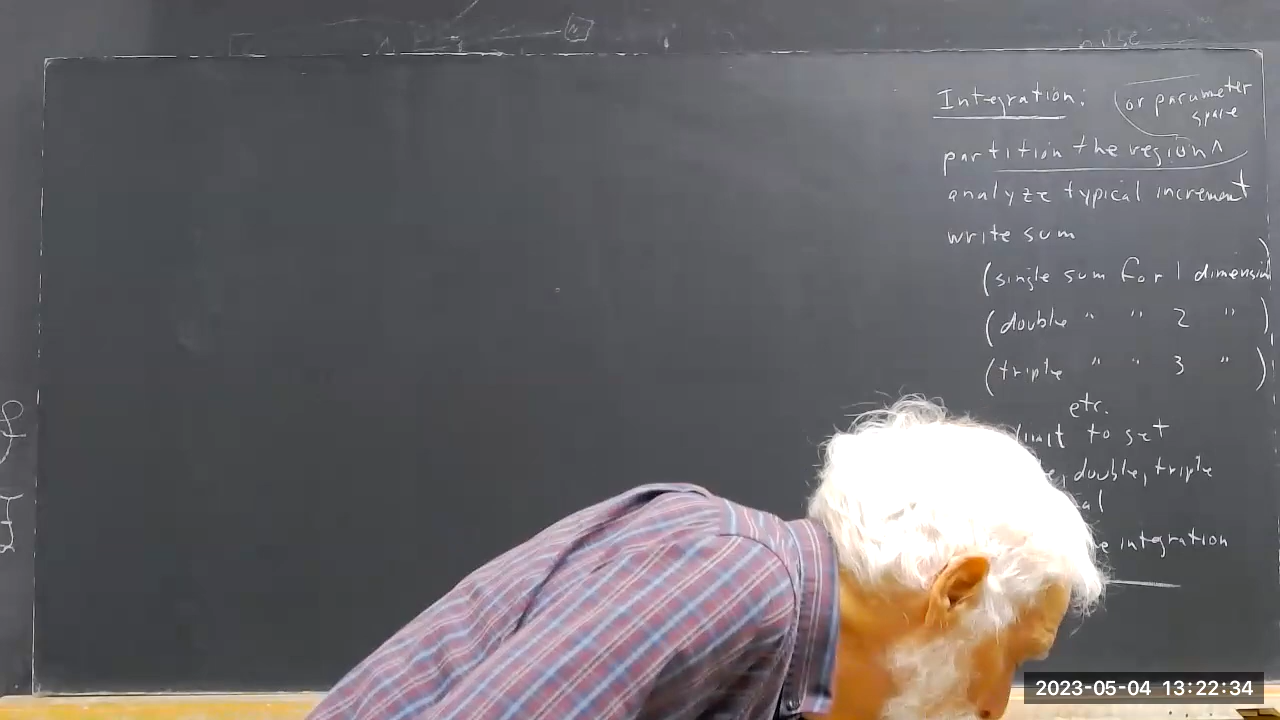 Integration: (or parameter
space
partition the region ^
analyze typical increment
write sum
(single sum for 1 dimension)
(double " " 2 " )
(triple " " 3 " )
etc.
limit to get
, double, triple
integration
2023-05-04 13:22:34